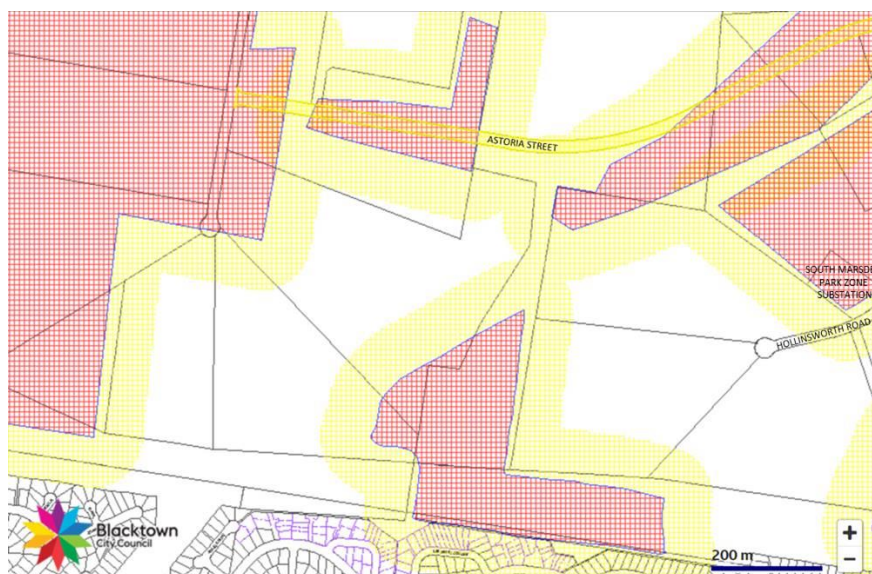 ASTORIA STREET
SOUTH MARSDE
PARK ZONE
SUBSTATION
HOLLINSWORTH ROAD
Blacktown
City Council
+
200 m
−